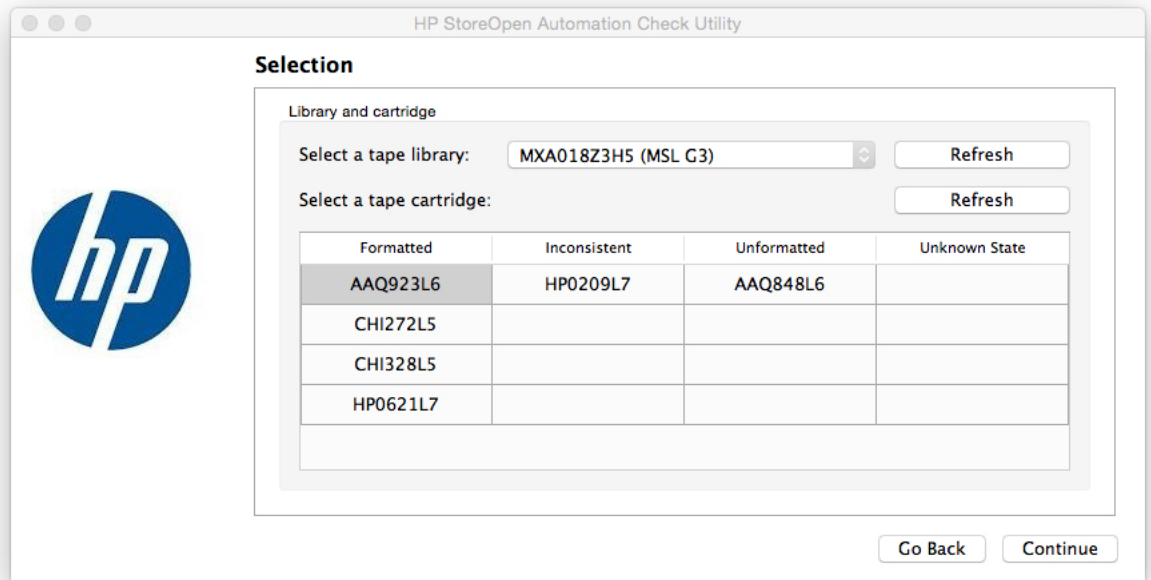 HP StoreOpen Automation Check Utility
Selection
Library and cartridge
Select a tape library: MXA018Z3H5 (MSL G3) Refresh
Select a tape cartridge: Refresh
Formatted Inconsistent Unformatted Unknown State
AAQ923L6 HP0209L7 AAQ848L6
CHI272L5
hp
CHI328L5
HP0621L7
Go Back Continue